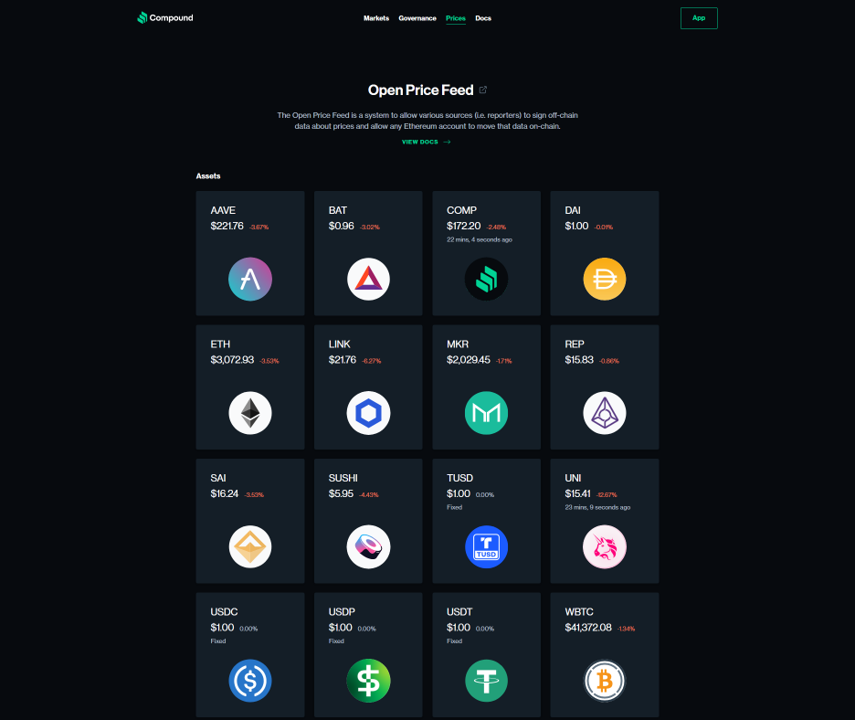 Compound
Markets Governance Prices Docs
App
Open Price Feed
The Open Price Feed is a system to allow various sources (i.e. reporters) to sign off-chain
data about prices and allow any Ethereum account to move that data on-chain.
VIEW DOCS
Assets
AAVE
$221.76 -3.67%
BAT
$0.96 -3.02%
COMP
$172.20 -2.48%
22 mins, 4 seconds ago
DAI
$1.00 -0.01%
ETH
$3,072.93 -3.53%
LINK
$21.76 -6.27%
MKR
$2,029.45 -1.71%
REP
$15.83 -0.86%
SAI
$16.24 -3.53%
SUSHI
$5.95 -4.43%
TUSD
$1.00 0.00%
Fixed
TUSD
UNI
$15.41 -12.67%
23 mins, 9 seconds ago
USDC
$1.00 0.00%
Fixed
USDP
$1.00 0.00%
Fixed
USDT
$1.00 0.00%
Fixed
WBTC
$41,372.08 -1.34%